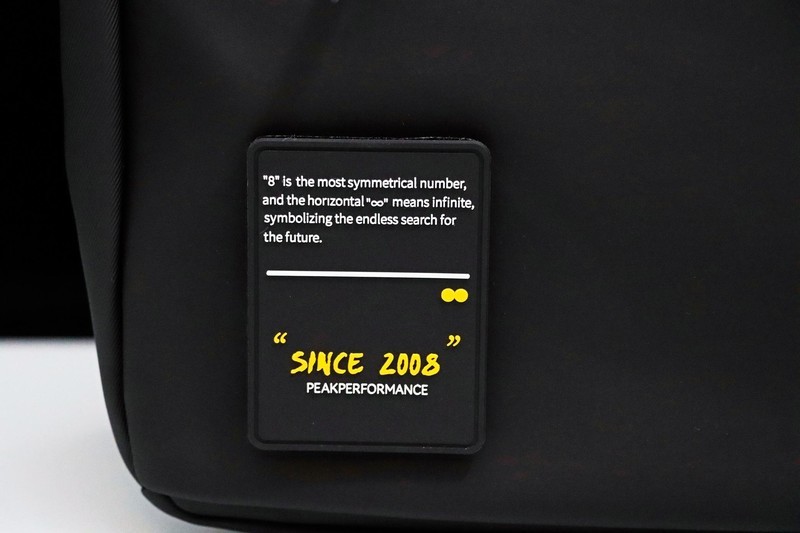 "8" is the most symmetrical number,
and the horizontal "∞" means infinite,
symbolizing the endless search for
the future.
“ SINCE 2008 ”
PEAKPERFORMANCE